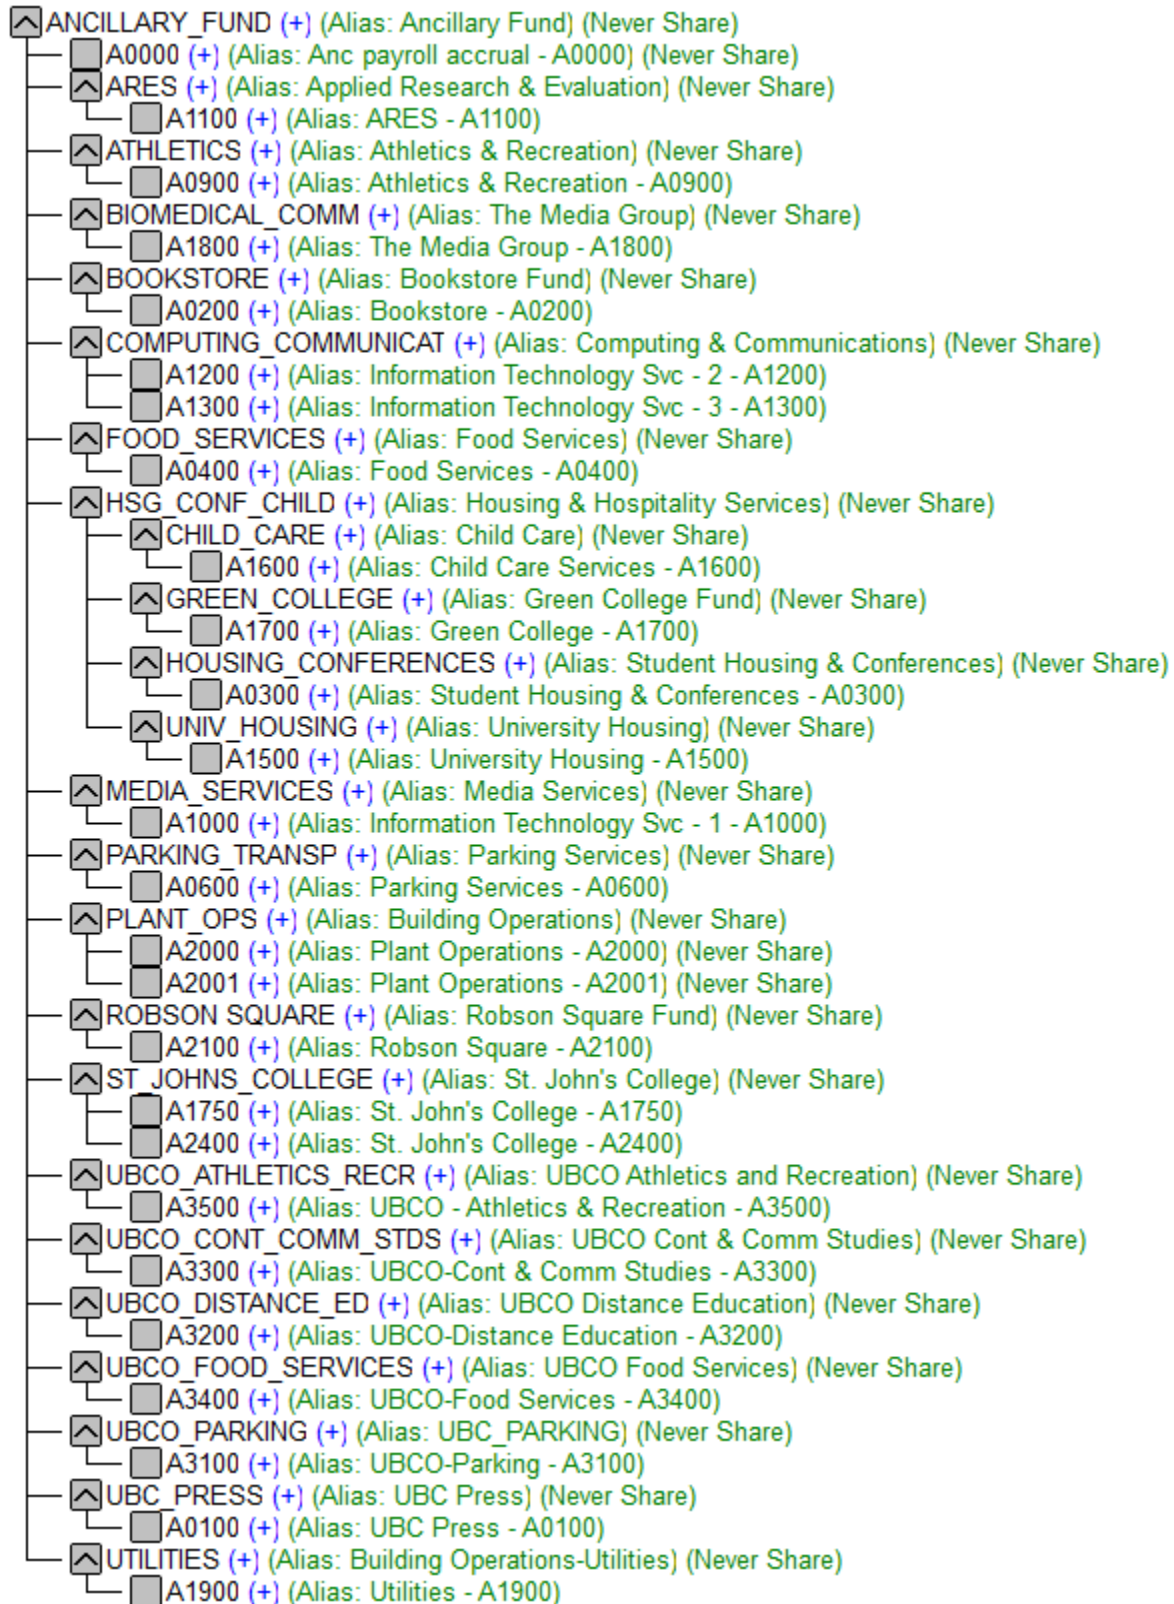 ANCILLARY_FUND (+) (Alias: Ancillary Fund) (Never Share)
A0000 (+) (Alias: Anc payroll accrual - A0000) (Never Share)
ARES (+) (Alias: Applied Research & Evaluation) (Never Share)
A1100 (+) (Alias: ARES - A1100)
ATHLETICS (+) (Alias: Athletics & Recreation) (Never Share)
A0900 (+) (Alias: Athletics & Recreation - A0900)
BIOMEDICAL_COMM (+) (Alias: The Media Group) (Never Share)
A1800 (+) (Alias: The Media Group - A1800)
BOOKSTORE (+) (Alias: Bookstore Fund) (Never Share)
A0200 (+) (Alias: Bookstore - A0200)
COMPUTING_COMMUNICAT (+) (Alias: Computing & Communications) (Never Share)
A1200 (+) (Alias: Information Technology Svc - 2 - A1200)
A1300 (+) (Alias: Information Technology Svc - 3 - A1300)
FOOD_SERVICES (+) (Alias: Food Services) (Never Share)
A0400 (+) (Alias: Food Services - A0400)
HSG_CONF_CHILD (+) (Alias: Housing & Hospitality Services) (Never Share)
CHILD_CARE (+) (Alias: Child Care) (Never Share)
A1600 (+) (Alias: Child Care Services - A1600)
GREEN_COLLEGE (+) (Alias: Green College Fund) (Never Share)
A1700 (+) (Alias: Green College - A1700)
HOUSING_CONFERENCES (+) (Alias: Student Housing & Conferences) (Never Share)
A0300 (+) (Alias: Student Housing & Conferences - A0300)
UNIV_HOUSING (+) (Alias: University Housing) (Never Share)
A1500 (+) (Alias: University Housing - A1500)
MEDIA_SERVICES (+) (Alias: Media Services) (Never Share)
A1000 (+) (Alias: Information Technology Svc - 1 - A1000)
PARKING_TRANSP (+) (Alias: Parking Services) (Never Share)
A0600 (+) (Alias: Parking Services - A0600)
PLANT_OPS (+) (Alias: Building Operations) (Never Share)
A2000 (+) (Alias: Plant Operations - A2000) (Never Share)
A2001 (+) (Alias: Plant Operations - A2001) (Never Share)
ROBSON SQUARE (+) (Alias: Robson Square Fund) (Never Share)
A2100 (+) (Alias: Robson Square - A2100)
ST_JOHNS_COLLEGE (+) (Alias: St. John's College) (Never Share)
A1750 (+) (Alias: St. John's College - A1750)
A2400 (+) (Alias: St. John's College - A2400)
UBCO_ATHLETICS_RECR (+) (Alias: UBCO Athletics and Recreation) (Never Share)
A3500 (+) (Alias: UBCO - Athletics & Recreation - A3500)
UBCO_CONT_COMM_STDS (+) (Alias: UBCO Cont & Comm Studies) (Never Share)
A3300 (+) (Alias: UBCO-Cont & Comm Studies - A3300)
UBCO_DISTANCE_ED (+) (Alias: UBCO Distance Education) (Never Share)
A3200 (+) (Alias: UBCO-Distance Education - A3200)
UBCO_FOOD_SERVICES (+) (Alias: UBCO Food Services) (Never Share)
A3400 (+) (Alias: UBCO-Food Services - A3400)
UBCO_PARKING (+) (Alias: UBC_PARKING) (Never Share)
A3100 (+) (Alias: UBCO-Parking - A3100)
UBC_PRESS (+) (Alias: UBC Press) (Never Share)
A0100 (+) (Alias: UBC Press - A0100)
UTILITIES (+) (Alias: Building Operations-Utilities) (Never Share)
A1900 (+) (Alias: Utilities - A1900)